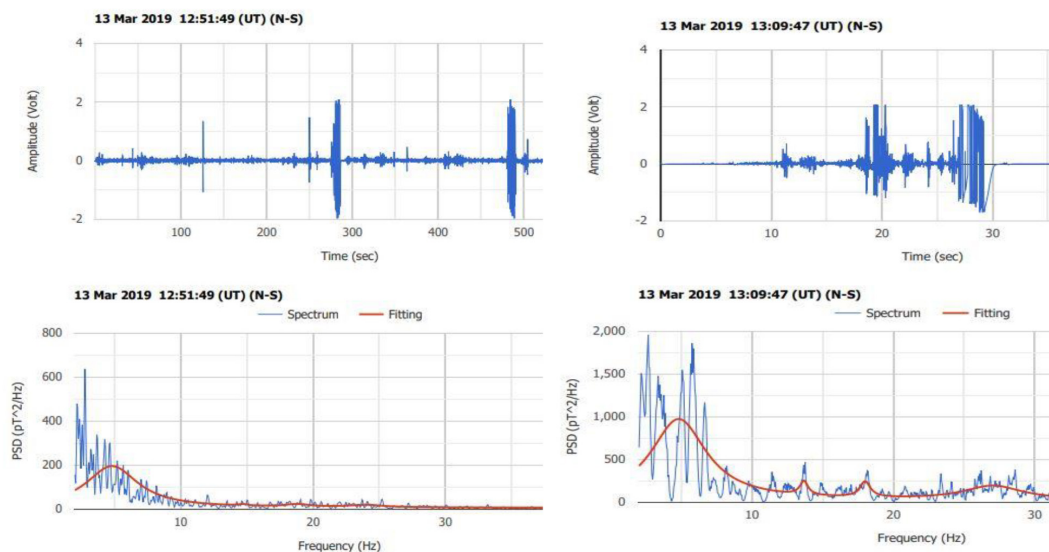 13 Mar 2019 12:51:49 (UT) (N-S)
4
2
0
-2
Amplitude (Volt)
100
200
300
400
500
Time (sec)
13 Mar 2019 13:09:47 (UT) (N-S)
4
2
0
-2
Amplitude (Volt)
0
10
20
30
Time (sec)
13 Mar 2019 12:51:49 (UT) (N-S)
Spectrum
Fitting
800
600
400
200
0
PSD (pT^2/Hz)
10
20
30
Frequency (Hz)
13 Mar 2019 13:09:47 (UT) (N-S)
Spectrum
Fitting
2,000
1,500
1,000
500
0
PSD (pT^2/Hz)
10
20
30
Frequency (Hz)